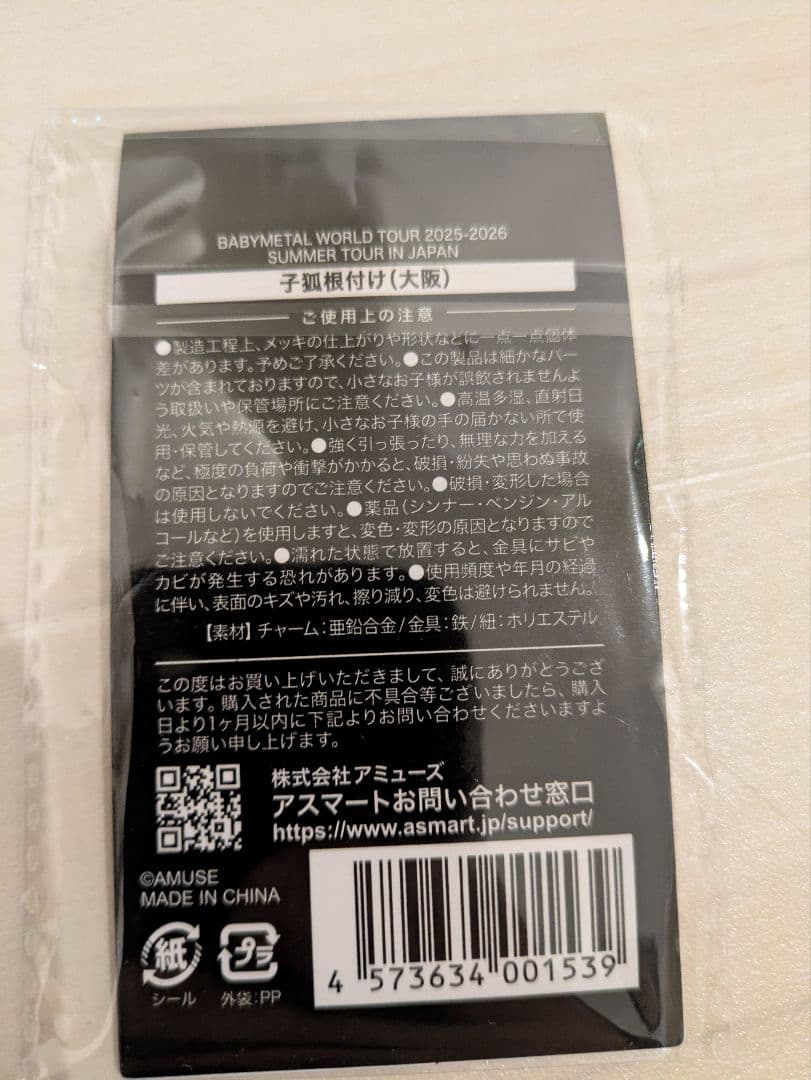 BABYMETAL WORLD TOUR 2025-2026
SUMMER TOUR IN JAPAN
子狐根付け(大阪)
ご使用上の注意
●製造工程上、メッキの仕上がりや形状などに一点一点個体
差があります。予めご了承ください。●この製品は細かなパー
ツが含まれておりますので、小さなお子様が誤飲されませんよ
う取扱いや保管場所にご注意ください。●高温多湿、直射日
光、火気や熱源を避け、小さなお子様の手の届かない所で使
用・保管してください。●強く引っ張ったり、無理な力を加える
など、極度の負荷や衝撃がかかると、破損・紛失や思わぬ事故
の原因となりますのでご注意ください。●破損・変形した場合
は使用しないでください。●薬品(シンナー・ベンジン・アル
コールなど)を使用しますと、変色・変形の原因となりますので
ご注意ください。●濡れた状態で放置すると、金具にサビや
カビが発生する恐れがあります。●使用頻度や年月の経過
に伴い、表面のキズや汚れ、擦り減り、変色は避けられません。
【素材】チャーム:亜鉛合金/金具:鉄/紐:ポリエステル
この度はお買い上げいただきまして、誠にありがとうござ
います。購入された商品に不具合等ございましたら、購入
日より1ヶ月以内に下記よりお問い合わせくださいますよ
うお願い申し上げます。
株式会社アミューズ
アスマートお問い合わせ窓口
https://www.asmart.jp/support/
©AMUSE
MADE IN CHINA
紙
シール
プラ
外袋:PP
4 573634 001539